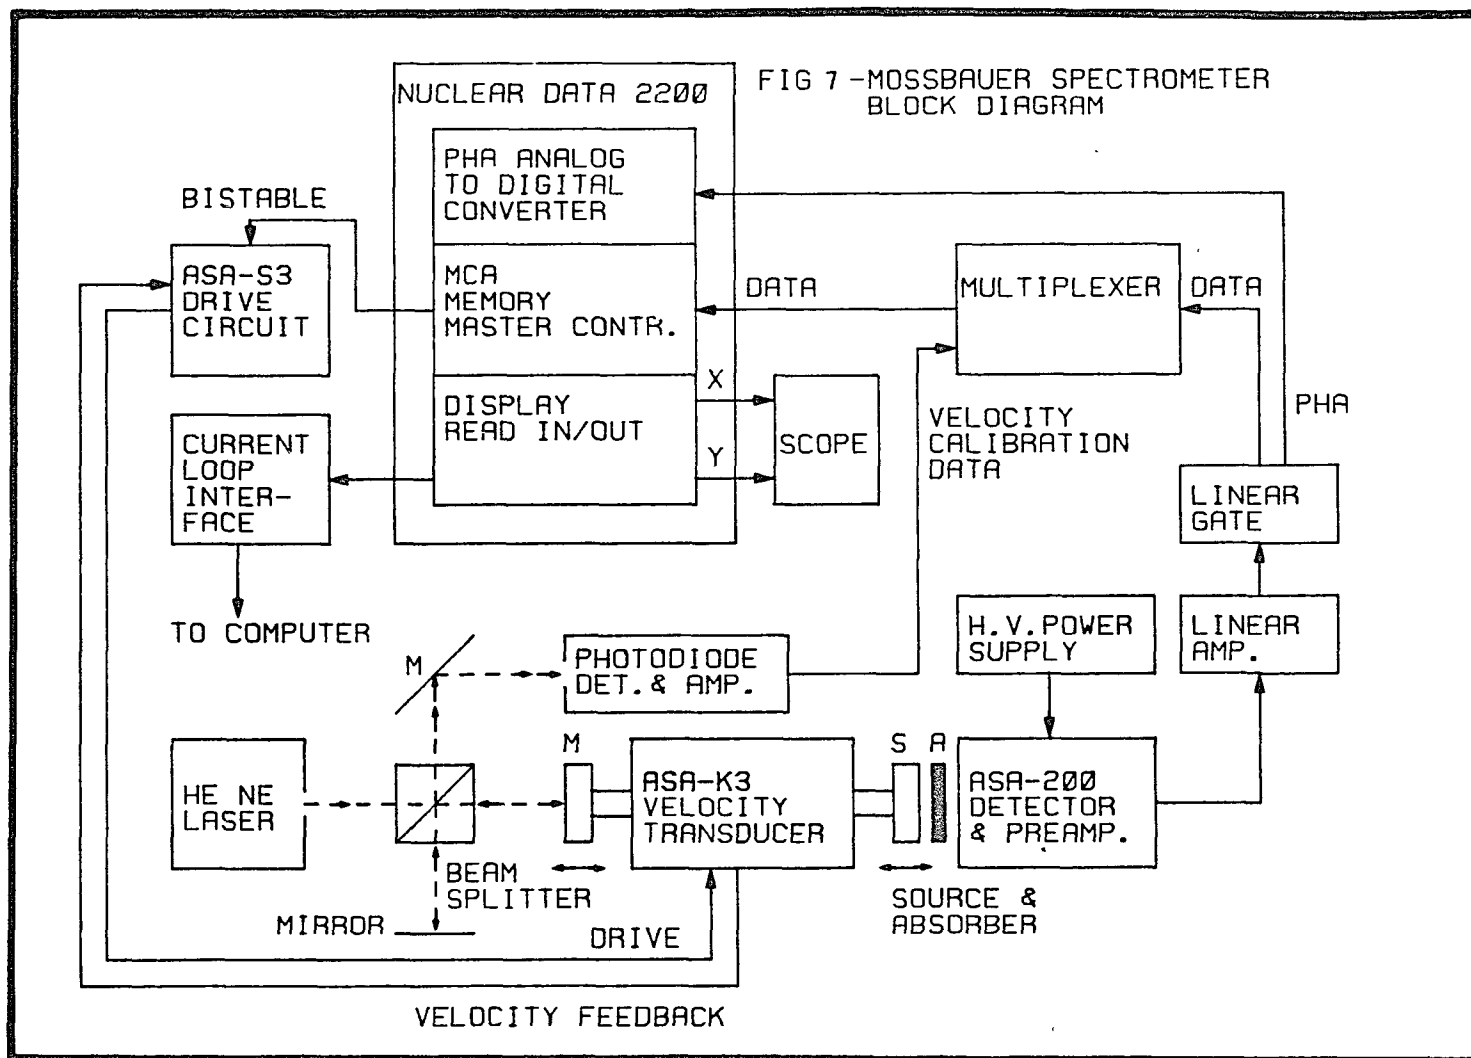 FIG 7 -MOSSBAUER SPECTROMETER
BLOCK DIAGRAM
NUCLEAR DATA 2200
PHA ANALOG
TO DIGITAL
CONVERTER
BISTABLE
ASA-S3
DRIVE
CIRCUIT
MCA
MEMORY
MASTER CONTR.
DATA
MULTIPLEXER
DATA
DISPLAY
READ IN/OUT
X
Y
SCOPE
CURRENT
LOOP
INTER-
FACE
TO COMPUTER
VELOCITY
CALIBRATION
DATA
PHA
LINEAR
GATE
LINEAR
AMP.
H.V.POWER
SUPPLY
M
PHOTODIODE
DET.& AMP.
HE NE
LASER
BEAM
SPLITTER
MIRROR
M
ASA-K3
VELOCITY
TRANSDUCER
S A
ASA-200
DETECTOR
& PREAMP.
SOURCE &
ABSORBER
DRIVE
VELOCITY FEEDBACK